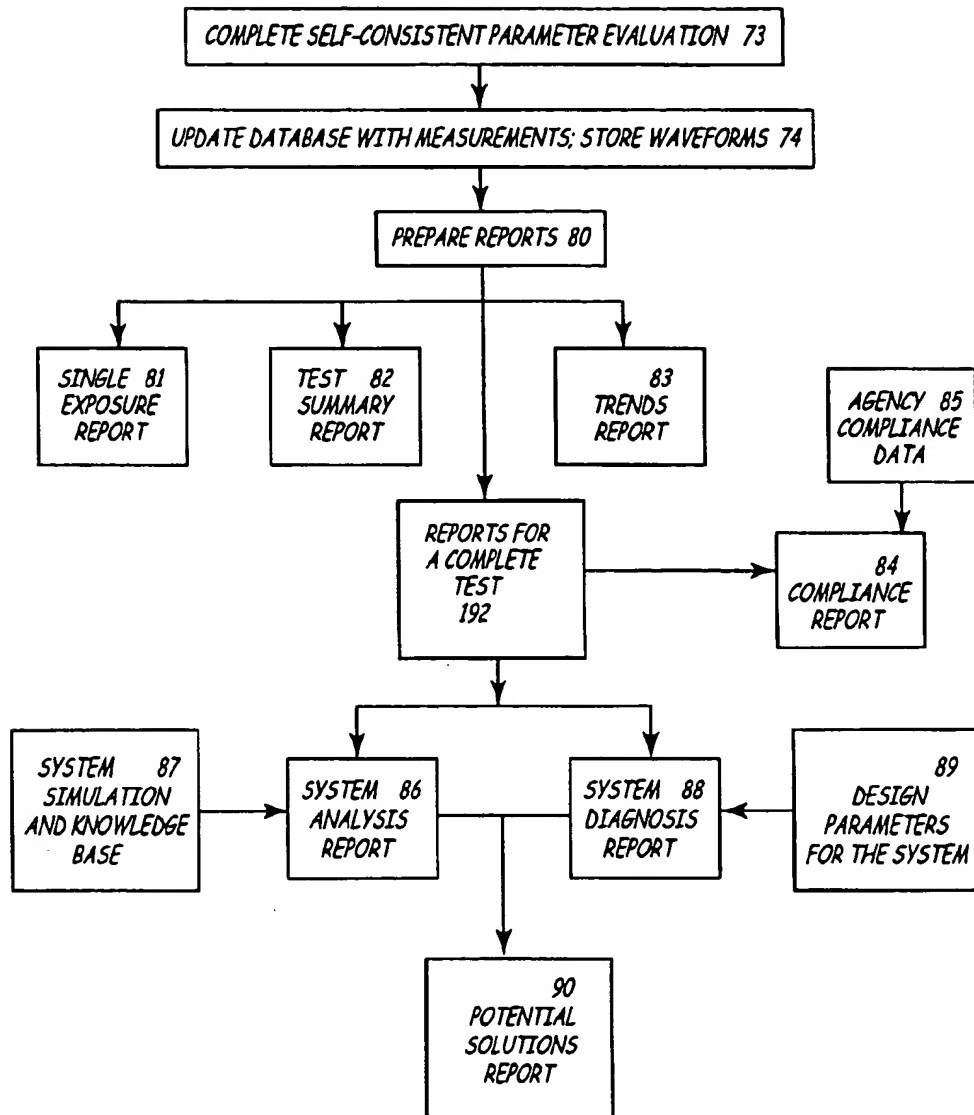 COMPLETE SELF-CONSISTENT PARAMETER EVALUATION 73
UPDATE DATABASE WITH MEASUREMENTS; STORE WAVEFORMS 74
PREPARE REPORTS 80
SINGLE 81
EXPOSURE
REPORT
TEST 82
SUMMARY
REPORT
83
TRENDS
REPORT
AGENCY 85
COMPLIANCE
DATA
REPORTS FOR
A COMPLETE
TEST
192
84
COMPLIANCE
REPORT
SYSTEM 87
SIMULATION
AND KNOWLEDGE
BASE
SYSTEM 86
ANALYSIS
REPORT
SYSTEM 88
DIAGNOSIS
REPORT
89
DESIGN
PARAMETERS
FOR THE SYSTEM
90
POTENTIAL
SOLUTIONS
REPORT